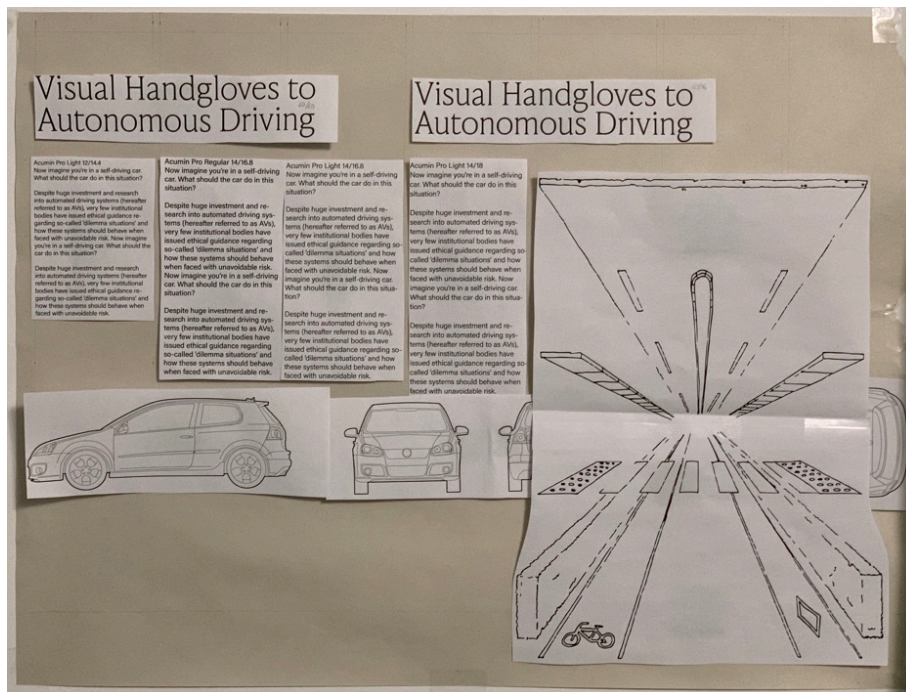 Visual Handgloves to
Autonomous Driving
Visual Handgloves to
Autonomous Driving
Acumin Pro Light 12/14.4
Now imagine you're in a self-driving car.
What should the car do in this situation?
Despite huge investment and research
into automated driving systems (hereafter
referred to as AVs), very few institutional
bodies have issued ethical guidance re-
garding so-called 'dilemma situations' and
how these systems should behave when
faced with unavoidable risk. Now imagine
you're in a self-driving car. What should the
car do in this situation?
Despite huge investment and research
into automated driving systems (hereafter
referred to as AVs), very few institutional
bodies have issued ethical guidance re-
garding so-called 'dilemma situations' and
how these systems should behave when
faced with unavoidable risk.
Acumin Pro Regular 14/16.8
Now imagine you're in a self-driving
car. What should the car do in this
situation?
Despite huge investment and re-
search into automated driving sys-
tems (hereafter referred to as AVs),
very few institutional bodies have
issued ethical guidance regarding
so-called 'dilemma situations' and
how these systems should behave
when faced with unavoidable risk.
Now imagine you're in a self-driving
car. What should the car do in this
situation?
Despite huge investment and re-
search into automated driving sys-
tems (hereafter referred to as AVs),
very few institutional bodies have
issued ethical guidance regarding
so-called 'dilemma situations' and
how these systems should behave
when faced with unavoidable risk.
Acumin Pro Light 14/16.8
Now imagine you're in a self-driving
car. What should the car do in this
situation?
Despite huge investment and re-
search into automated driving sys-
tems (hereafter referred to as AVs),
very few institutional bodies have
issued ethical guidance regarding so-
called 'dilemma situations' and how
these systems should behave when
faced with unavoidable risk. Now
imagine you're in a self-driving car.
What should the car do in this situa-
tion?
Despite huge investment and re-
search into automated driving sys-
tems (hereafter referred to as AVs),
very few institutional bodies have
issued ethical guidance regarding so-
called 'dilemma situations' and how
these systems should behave when
faced with unavoidable risk.
Acumin Pro Light 14/18
Now imagine you're in a self-driving
car. What should the car do in this
situation?
Despite huge investment and re-
search into automated driving sys-
tems (hereafter referred to as AVs),
very few institutional bodies have
issued ethical guidance regarding so-
called 'dilemma situations' and how
these systems should behave when
faced with unavoidable risk. Now
imagine you're in a self-driving car.
What should the car do in this situa-
tion?
Despite huge investment and re-
search into automated driving sys-
tems (hereafter referred to as AVs),
very few institutional bodies have
issued ethical guidance regarding so-
called 'dilemma situations' and how
these systems should behave when
faced with unavoidable risk.